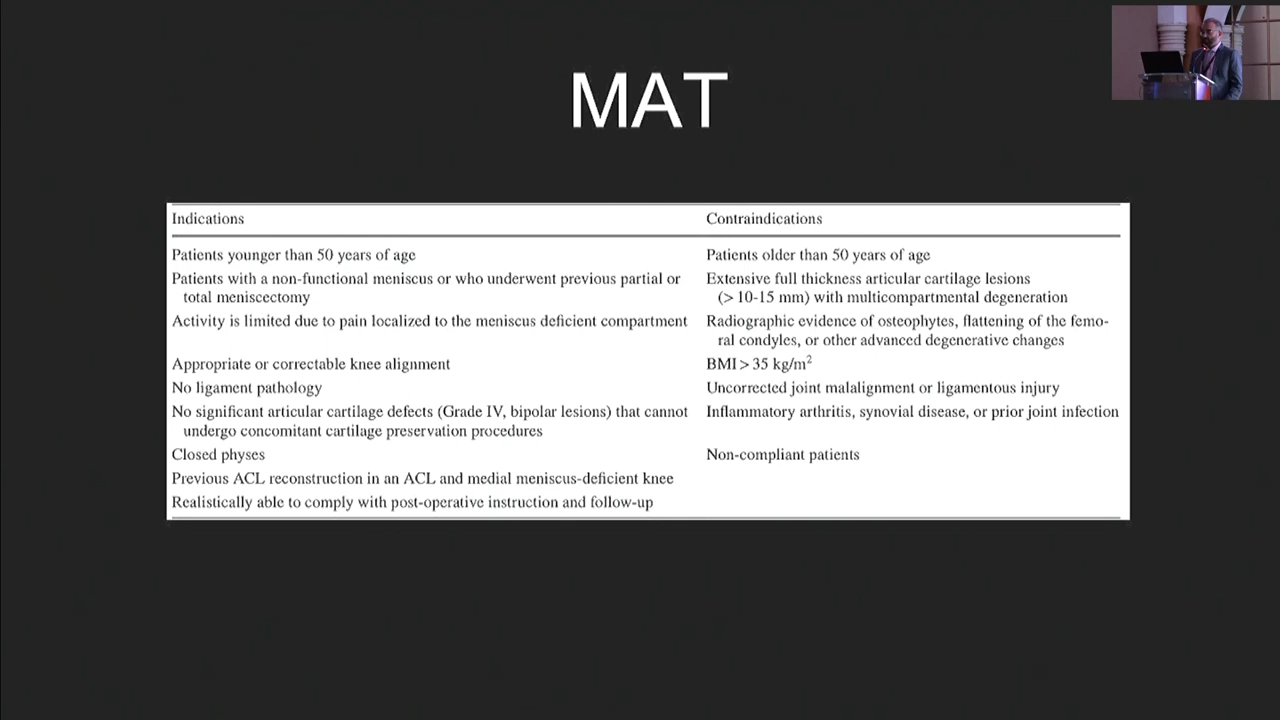 MAT
Indications
Contraindications
Patients younger than 50 years of age
Patients older than 50 years of age
Patients with a non-functional meniscus or who underwent previous partial or
total meniscectomy
Extensive full thickness articular cartilage lesions
(> 10-15 mm) with multicompartmental degeneration
Activity is limited due to pain localized to the meniscus deficient compartment
Radiographic evidence of osteophytes, flattening of the femo-
ral condyles, or other advanced degenerative changes
Appropriate or correctable knee alignment
BMI > 35 kg/m²
No ligament pathology
Uncorrected joint malalignment or ligamentous injury
No significant articular cartilage defects (Grade IV, bipolar lesions) that cannot
undergo concomitant cartilage preservation procedures
Inflammatory arthritis, synovial disease, or prior joint infection
Closed physes
Non-compliant patients
Previous ACL reconstruction in an ACL and medial meniscus-deficient knee
Realistically able to comply with post-operative instruction and follow-up